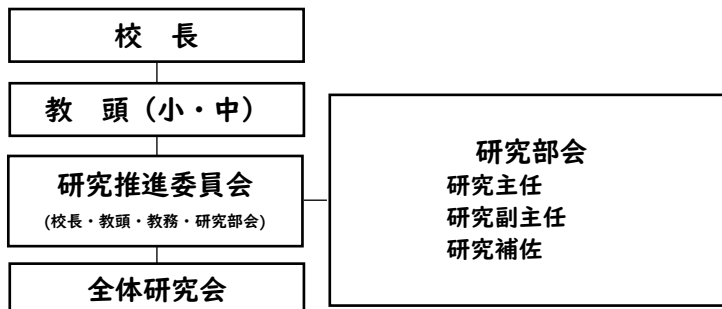 校　長
教　頭（小・中）
研究推進委員会
(校長・教頭・教務・研究部会)
全体研究会
研究部会
研究主任
研究副主任
研究補佐